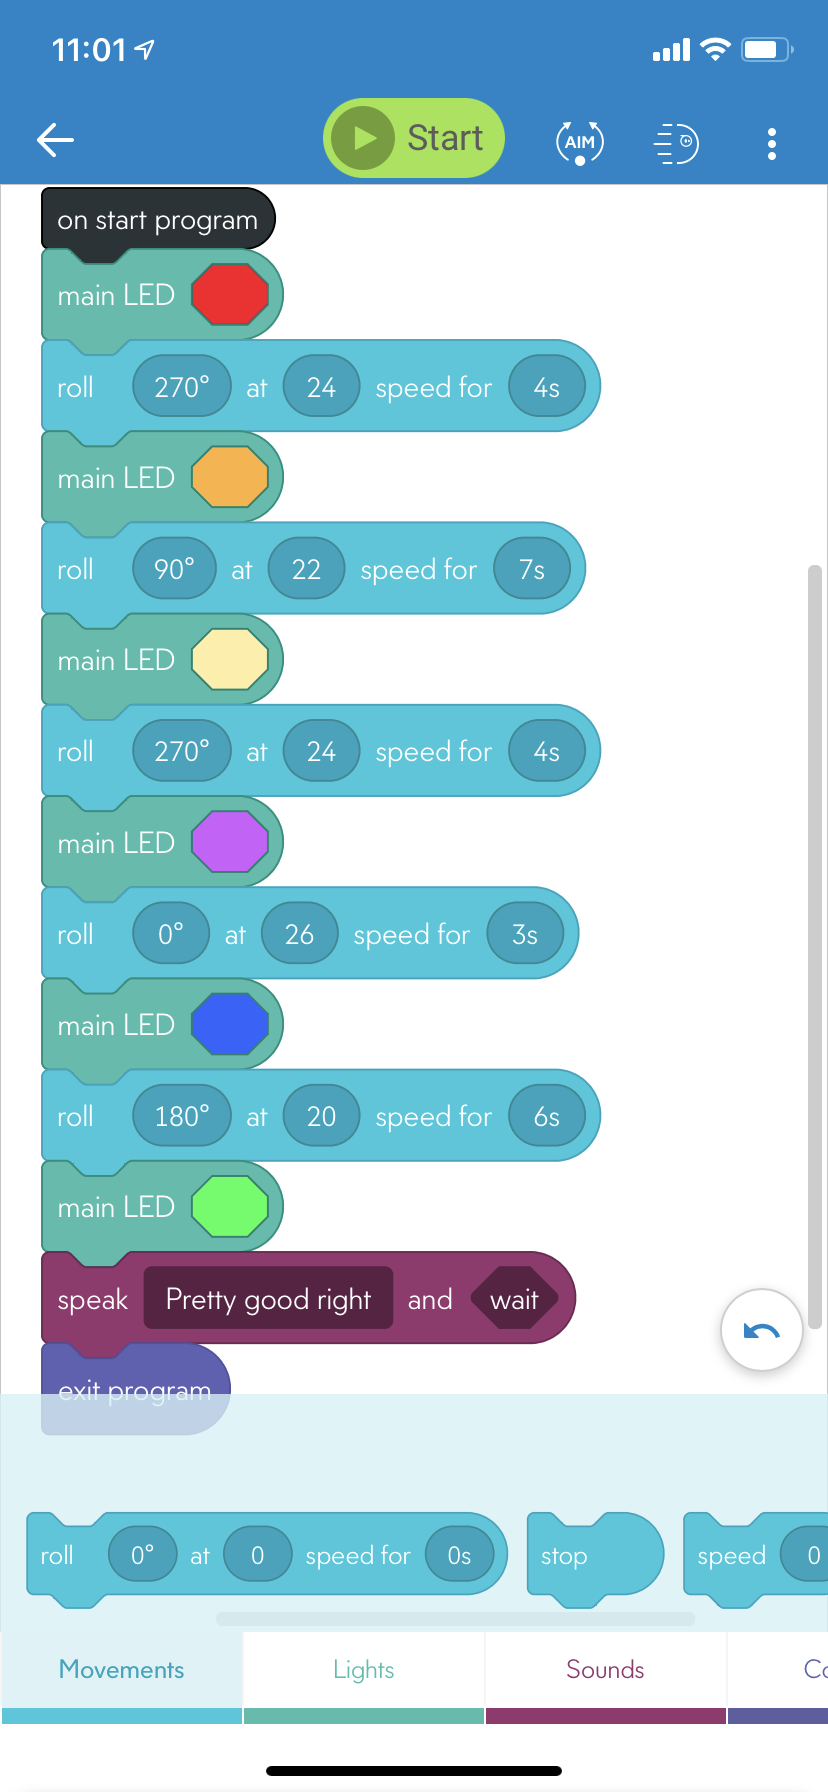 11:01
Start
AIM
on start program
main LED
roll 270° at 24 speed for 4s
main LED
roll 90° at 22 speed for 7s
main LED
roll 270° at 24 speed for 4s
main LED
roll 0° at 26 speed for 3s
main LED
roll 180° at 20 speed for 6s
main LED
speak Pretty good right and wait
exit program
roll 0° at 0 speed for 0s stop speed 0
Movements Lights Sounds Co